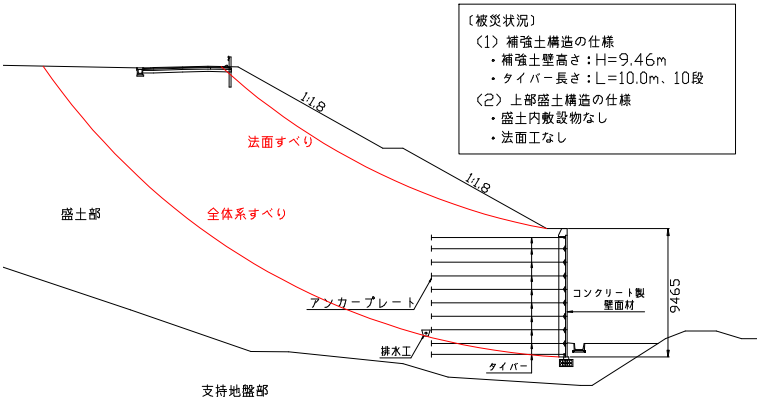 〔被災状況〕
(1) 補強土構造の仕様
・補強土壁高さ：H=9.46m
・タイバー長さ：L=10.0m、10段
(2) 上部盛土構造の仕様
・盛土内敷設物なし
・法面工なし
1:1.8
法面すべり
1:1.8
盛土部
全体系すべり
アンカープレート
コンクリート製
壁面材
9465
排水工
タイバー
支持地盤部